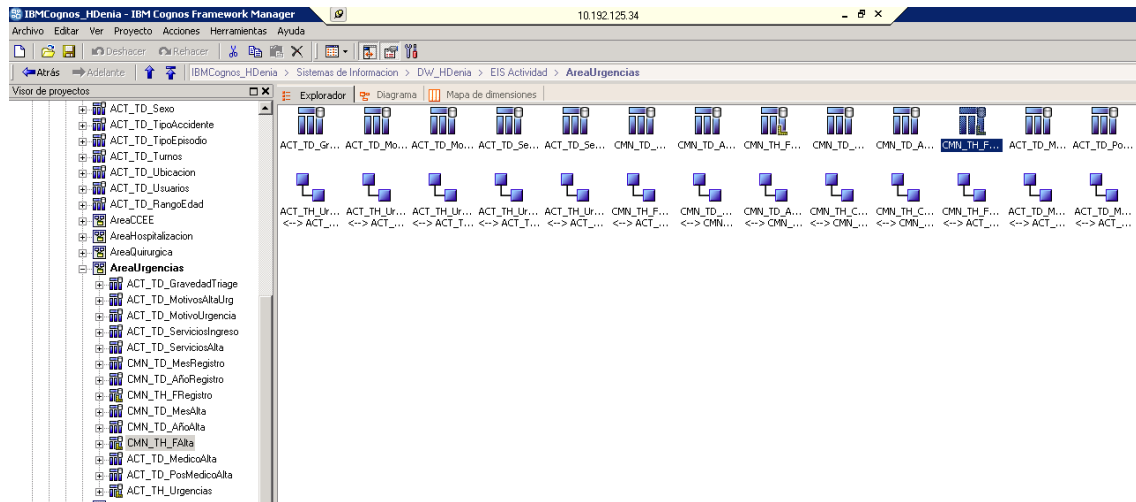 IBMCognos_HDenia - IBM Cognos Framework Manager
10.192.125.34
Archivo Editar Ver Proyecto Acciones Herramientas Ayuda
Deshacer Rehacer
Atrás Adelante IBMCognos_HDenia > Sistemas de Informacion > DW_HDenia > EIS Actividad > AreaUrgencias
Visor de proyectos
Explorador Diagrama Mapa de dimensiones
ACT_TD_Sexo
ACT_TD_TipoAccidente
ACT_TD_TipoEpisodio
ACT_TD_Turnos
ACT_TD_Ubicacion
ACT_TD_Usuarios
ACT_TD_RangoEdad
AreaCCEE
AreaHospitalizacion
AreaQuirurgica
AreaUrgencias
ACT_TD_GravedadTriage
ACT_TD_MotivosAltaUrg
ACT_TD_MotivoUrgencia
ACT_TD_ServiciosIngreso
ACT_TD_ServiciosAlta
CMN_TD_MesRegistro
CMN_TD_AñoRegistro
CMN_TH_FRegistro
CMN_TD_MesAlta
CMN_TD_AñoAlta
CMN_TH_FAlta
ACT_TD_MedicoAlta
ACT_TD_PosMedicoAlta
ACT_TH_Urgencias
ACT_TD_Gr... ACT_TD_Mo... ACT_TD_Mo... ACT_TD_Se... ACT_TD_Se... CMN_TD_... CMN_TD_A... CMN_TH_F... CMN_TD_... CMN_TD_A... CMN_TH_F... ACT_TD_M... ACT_TD_Po...
ACT_TH_Ur... ACT_TH_Ur... ACT_TH_Ur... ACT_TH_Ur... ACT_TH_Ur... CMN_TH_F... CMN_TD_... CMN_TD_A... CMN_TH_C... CMN_TH_C... CMN_TH_F... ACT_TD_M... ACT_TD_M...
<--> ACT_... <--> ACT_... <--> ACT_T... <--> ACT_... <--> ACT_... <--> ACT_... <--> CMN... <--> CMN_... <--> CMN_... <--> CMN_... <--> ACT_... <--> ACT_... <--> ACT_...